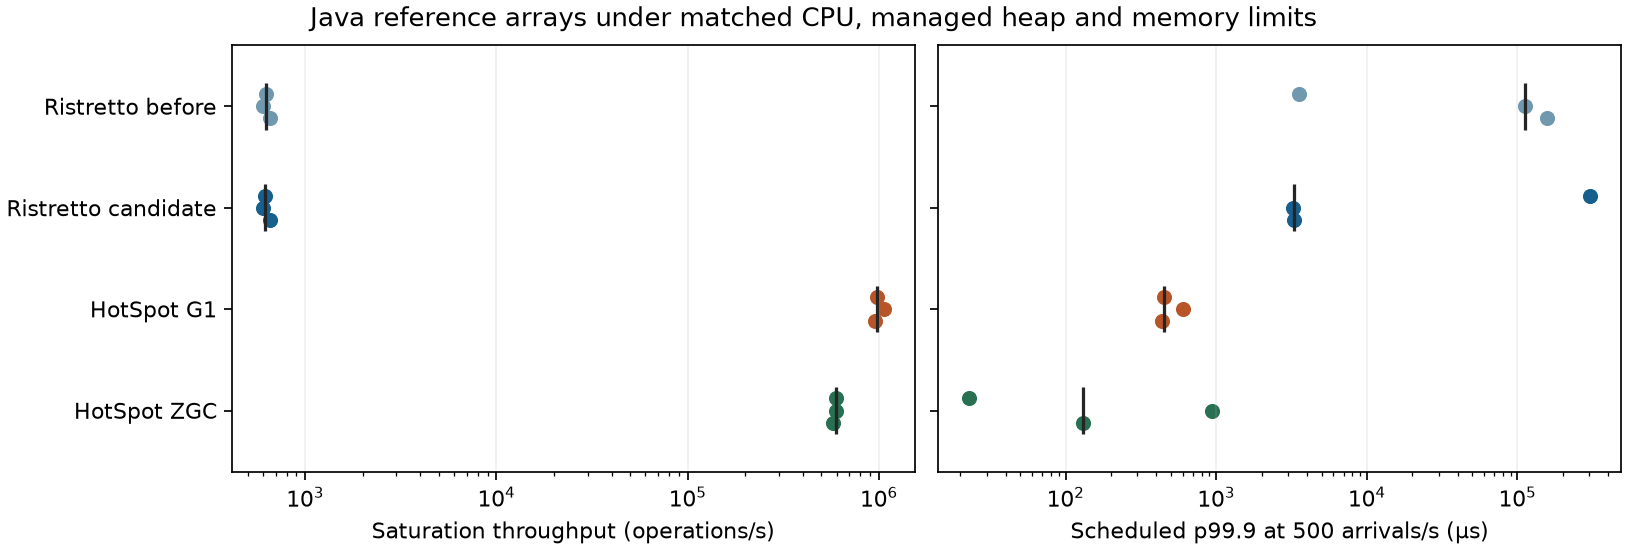 Java reference arrays under matched CPU, managed heap and memory limits
Ristretto before
Ristretto candidate
HotSpot G1
HotSpot ZGC
10³ 10⁴ 10⁵ 10⁶
Saturation throughput (operations/s)
10² 10³ 10⁴ 10⁵
Scheduled p99.9 at 500 arrivals/s (µs)